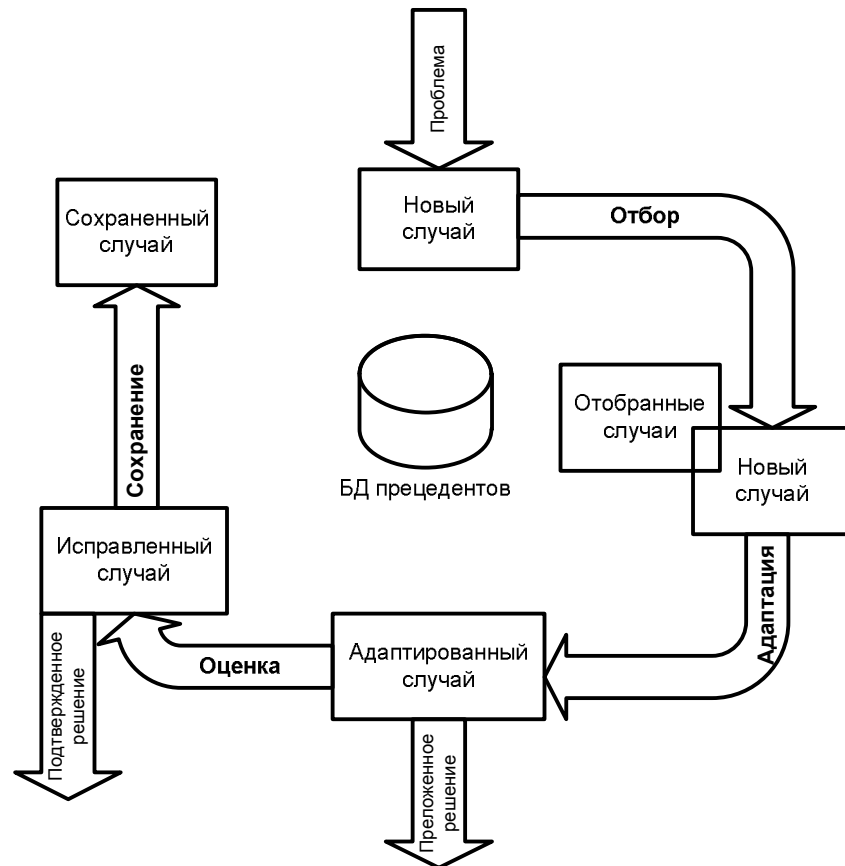 Проблема
Новый
случай
Отбор
Сохраненный
случай
Отобранные
случаи
Новый
случай
БД прецедентов
Сохранение
Исправленный
случай
Адаптация
Адаптированный
случай
Оценка
Подтвержденное
решение
Преложенное
решение